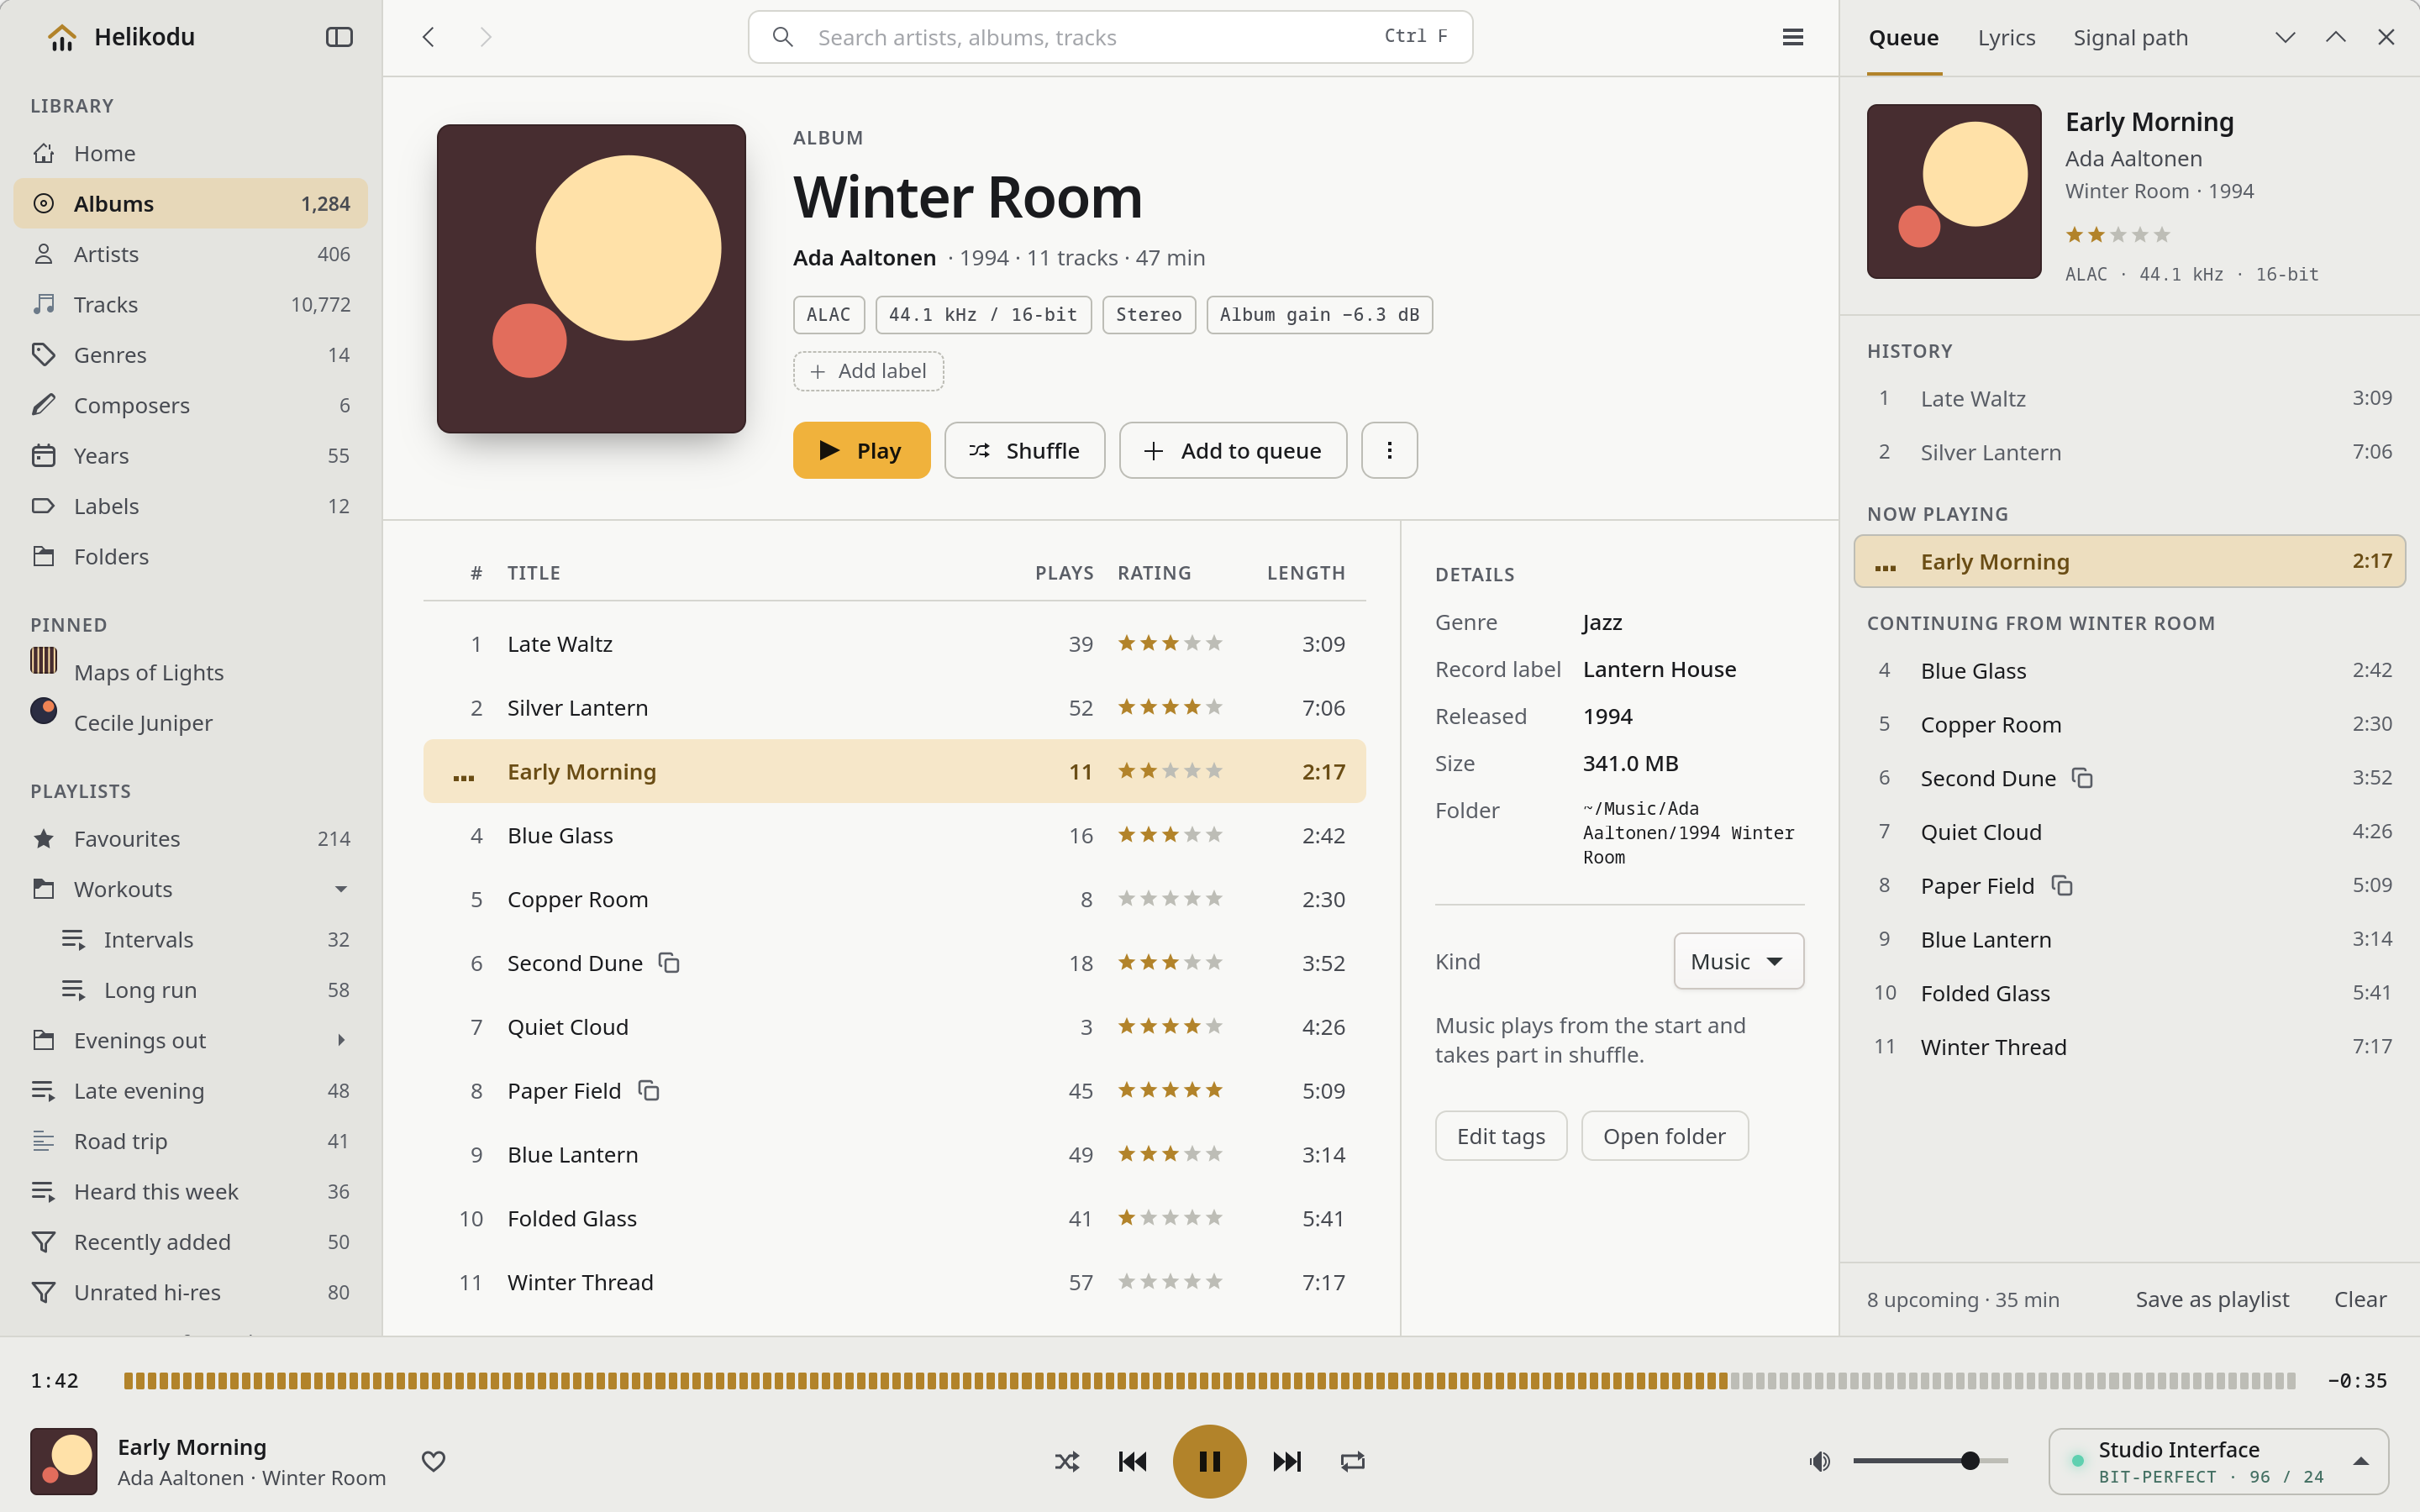 Helikodu
LIBRARY
Home
Albums 1,284
Artists 406
Tracks 10,772
Genres 14
Composers 6
Years 55
Labels 12
Folders
PINNED
Maps of Lights
Cecile Juniper
PLAYLISTS
Favourites 214
Workouts
Intervals 32
Long run 58
Evenings out
Late evening 48
Road trip 41
Heard this week 36
Recently added 50
Unrated hi-res 80
Search artists, albums, tracks Ctrl F
ALBUM
Winter Room
Ada Aaltonen · 1994 · 11 tracks · 47 min
ALAC 44.1 kHz / 16-bit Stereo Album gain −6.3 dB
Add label
Play Shuffle Add to queue
# TITLE PLAYS RATING LENGTH
1 Late Waltz 39 3:09
2 Silver Lantern 52 7:06
Early Morning 11 2:17
4 Blue Glass 16 2:42
5 Copper Room 8 2:30
6 Second Dune 18 3:52
7 Quiet Cloud 3 4:26
8 Paper Field 45 5:09
9 Blue Lantern 49 3:14
10 Folded Glass 41 5:41
11 Winter Thread 57 7:17
DETAILS
Genre Jazz
Record label Lantern House
Released 1994
Size 341.0 MB
Folder ~/Music/Ada
Aaltonen/1994 Winter
Room
Kind Music
Music plays from the start and
takes part in shuffle.
Edit tags Open folder
Queue Lyrics Signal path
Early Morning
Ada Aaltonen
Winter Room · 1994
ALAC · 44.1 kHz · 16-bit
HISTORY
1 Late Waltz 3:09
2 Silver Lantern 7:06
NOW PLAYING
Early Morning 2:17
CONTINUING FROM WINTER ROOM
4 Blue Glass 2:42
5 Copper Room 2:30
6 Second Dune 3:52
7 Quiet Cloud 4:26
8 Paper Field 5:09
9 Blue Lantern 3:14
10 Folded Glass 5:41
11 Winter Thread 7:17
8 upcoming · 35 min Save as playlist Clear
1:42 −0:35
Early Morning
Ada Aaltonen · Winter Room
Studio Interface
BIT-PERFECT · 96 / 24